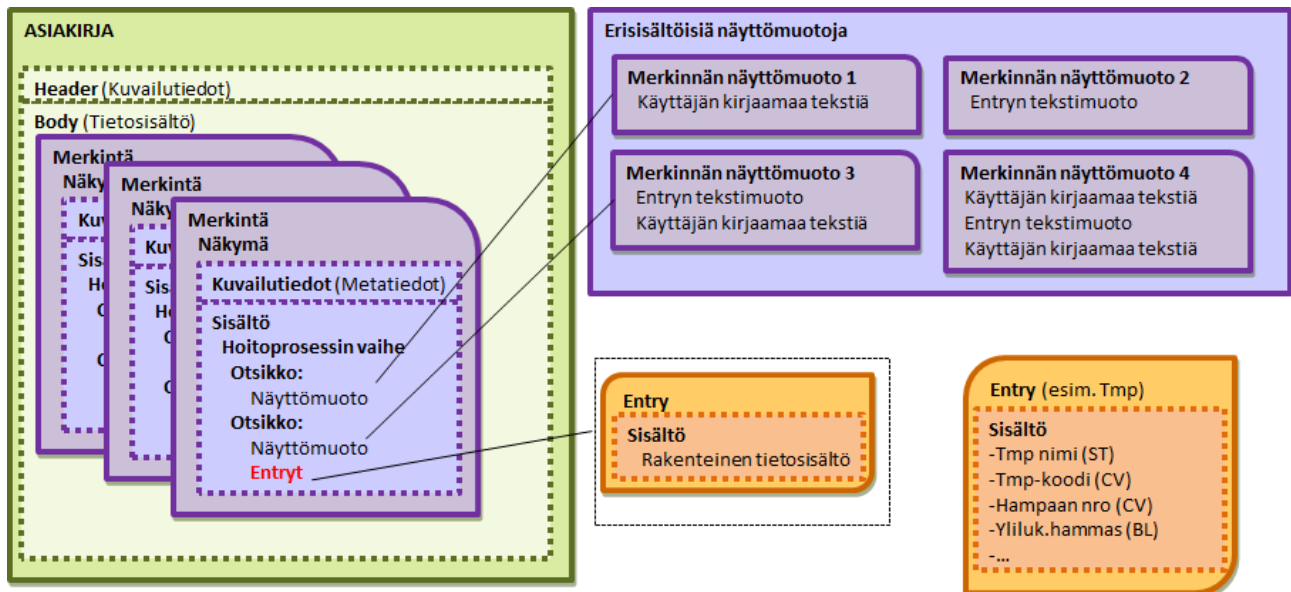 ASIAKIRJA
Header (Kuvailutiedot)
Body (Tietosisältö)
Merkintä
Merkintä
Merkintä
Näkymä
Kuvailutiedot (Metatiedot)
Sisältö
Hoitoprosessin vaihe
Otsikko:
Näyttömuoto
Otsikko:
Näyttömuoto
Entryt
Erisisältöisiä näyttömuotoja
Merkinnän näyttömuoto 1
Käyttäjän kirjaamaa tekstiä
Merkinnän näyttömuoto 2
Entryn tekstimuoto
Merkinnän näyttömuoto 3
Entryn tekstimuoto
Käyttäjän kirjaamaa tekstiä
Merkinnän näyttömuoto 4
Käyttäjän kirjaamaa tekstiä
Entryn tekstimuoto
Käyttäjän kirjaamaa tekstiä
Entry
Sisältö
Rakenteinen tietosisältö
Entry (esim. Tmp)
Sisältö
-Tmp nimi (ST)
-Tmp-koodi (CV)
-Hampaan nro (CV)
-Yliluk.hammas (BL)
-...